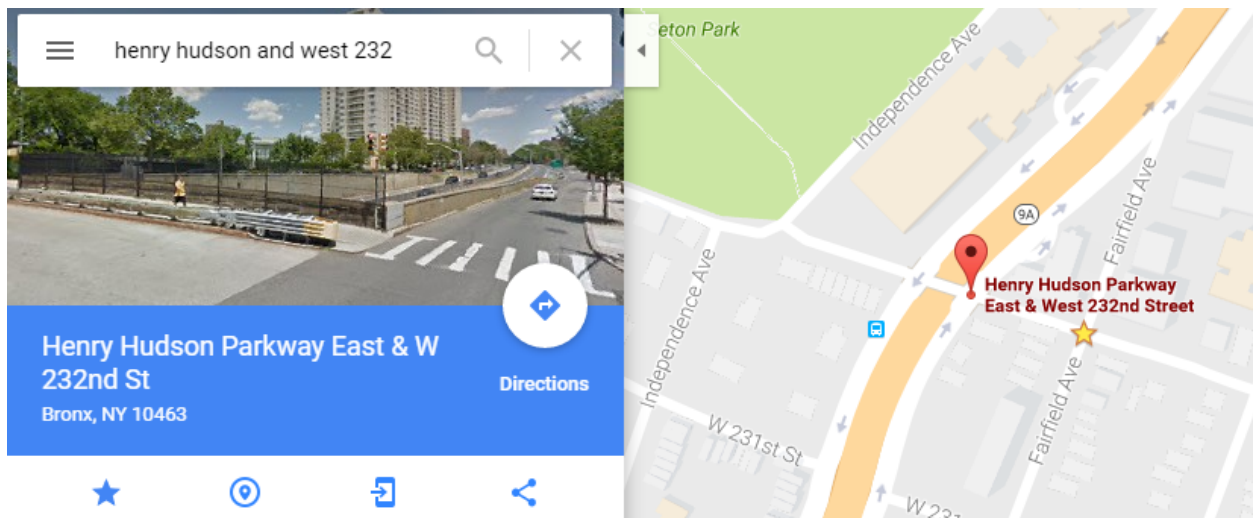 henry hudson and west 232
Henry Hudson Parkway East & W
232nd St
Bronx, NY 10463
Directions
Seton Park
Independence Ave
9A
Fairfield Ave
Henry Hudson Parkway
East & West 232nd Street
Independence Ave
Fairfield Ave
W 231st St